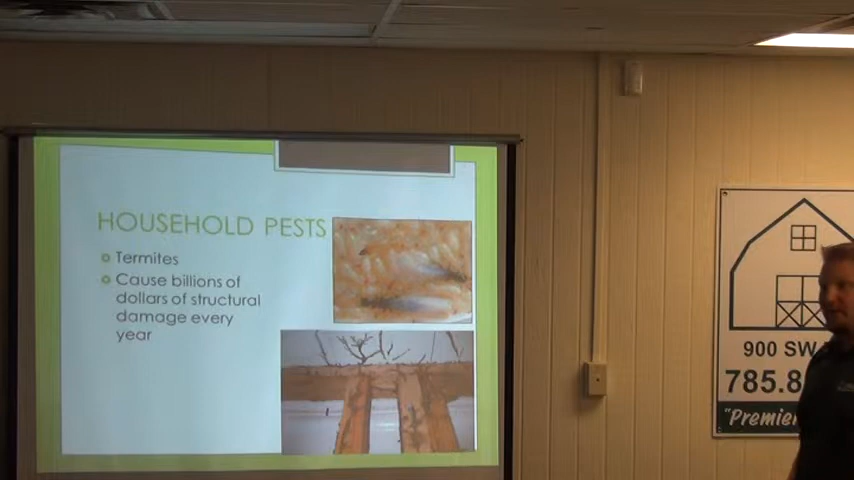 HOUSEHOLD PESTS
Termites
Cause billions of
dollars of structural
damage every
year
900 SW
785.8
"Premier